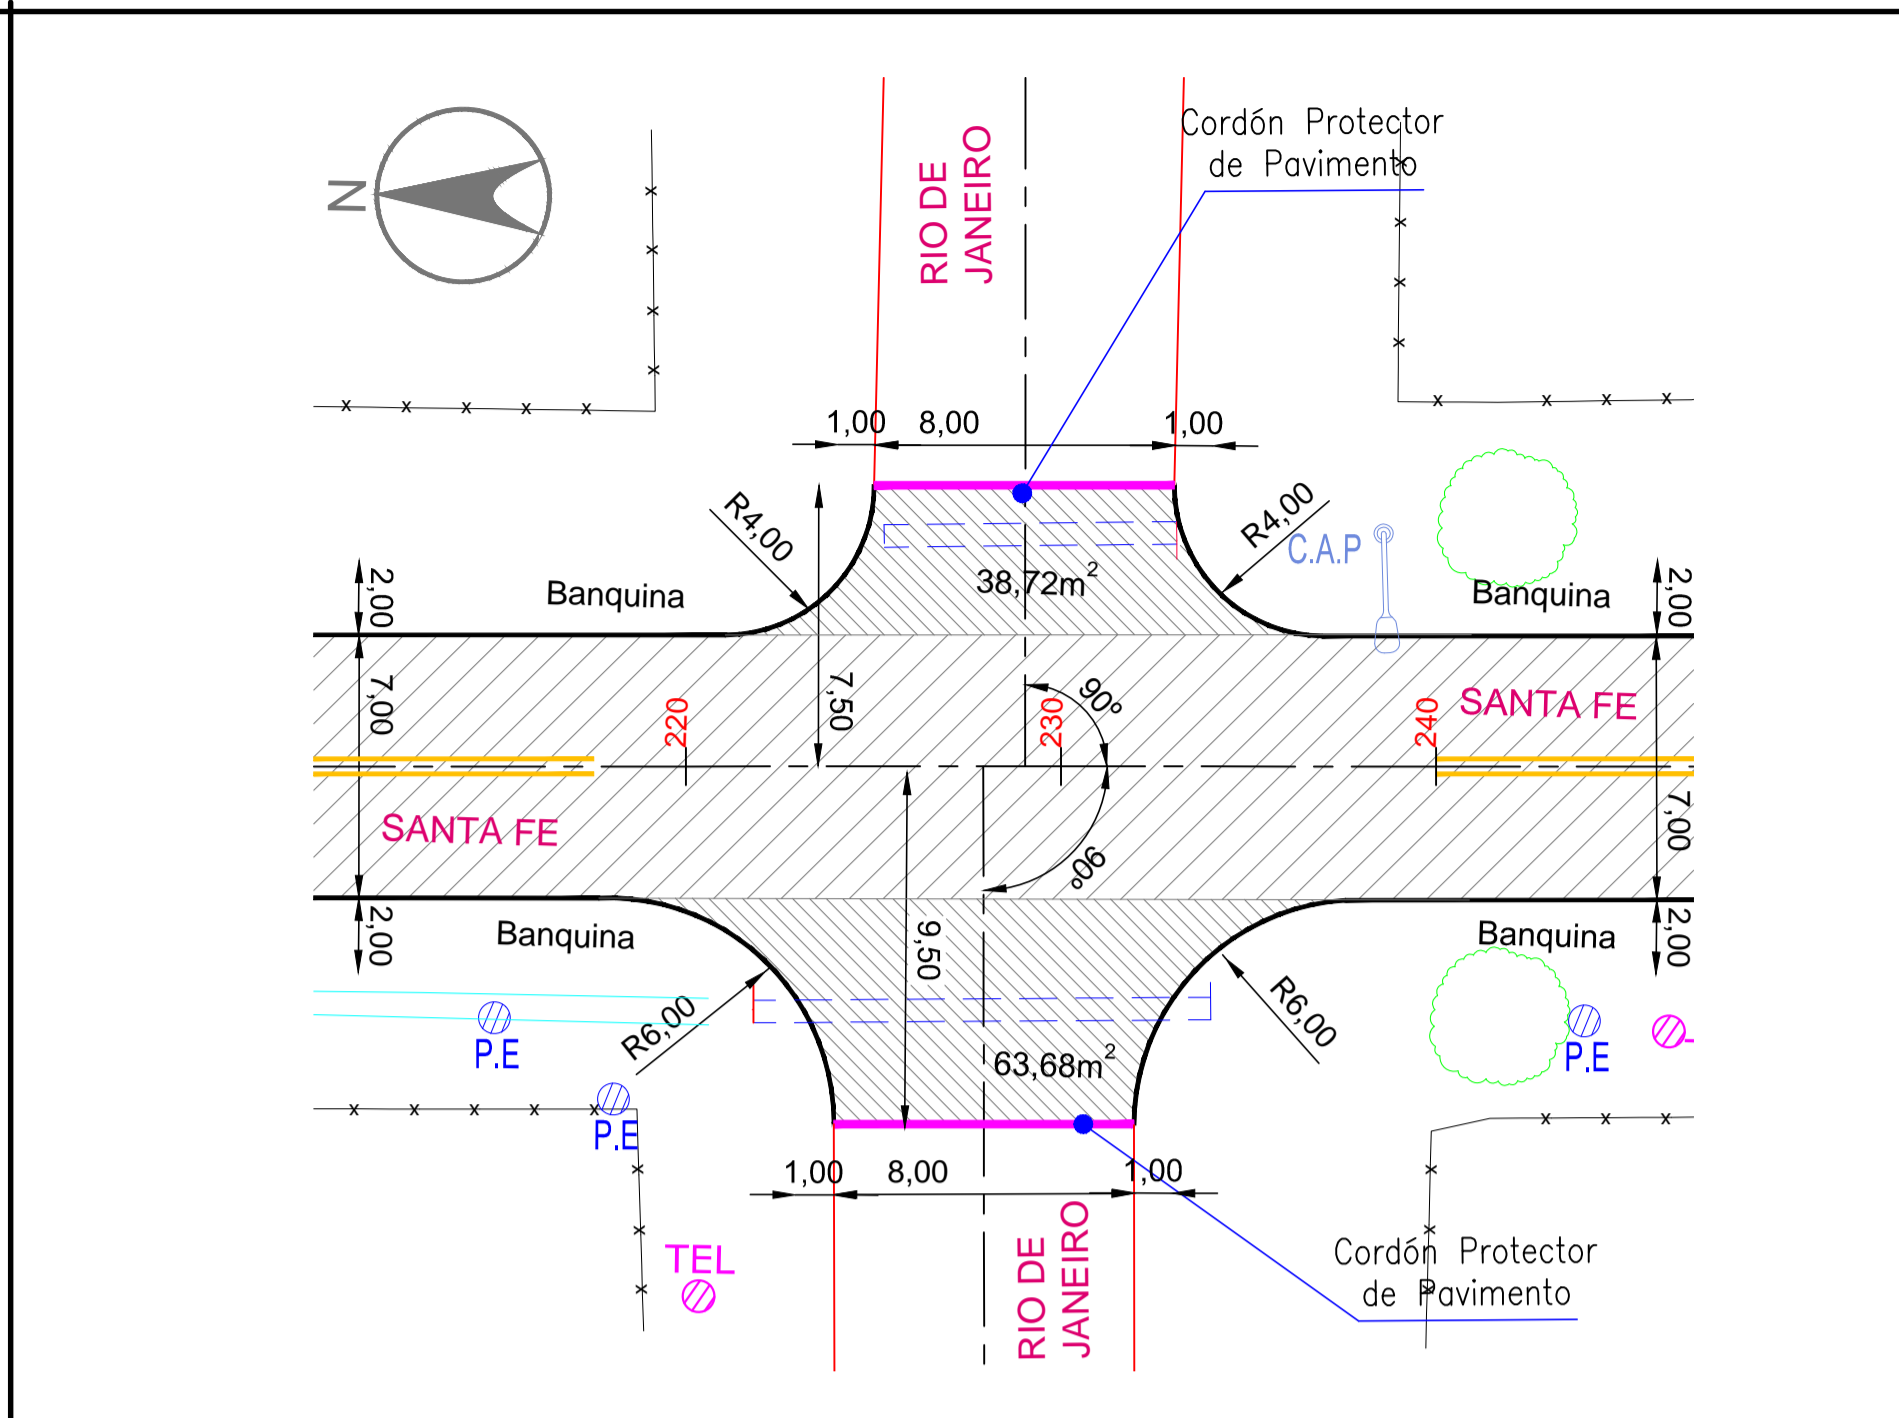 N
RIO DE
JANEIRO
Cordón Protector
de Pavimento
1,00
8,00
1,00
R4,00
R4,00
C.A.P
38,72m²
2,00
Banquina
Banquina
2,00
7,00
7,50
90°
220
230
240
SANTA FE
SANTA FE
7,00
90°
2,00
Banquina
9,50
Banquina
2,00
R6,00
R6,00
P.E
63,68m²
P.E
P.E
1,00
8,00
1,00
TEL
RIO DE
JANEIRO
Cordón Protector
de Pavimento